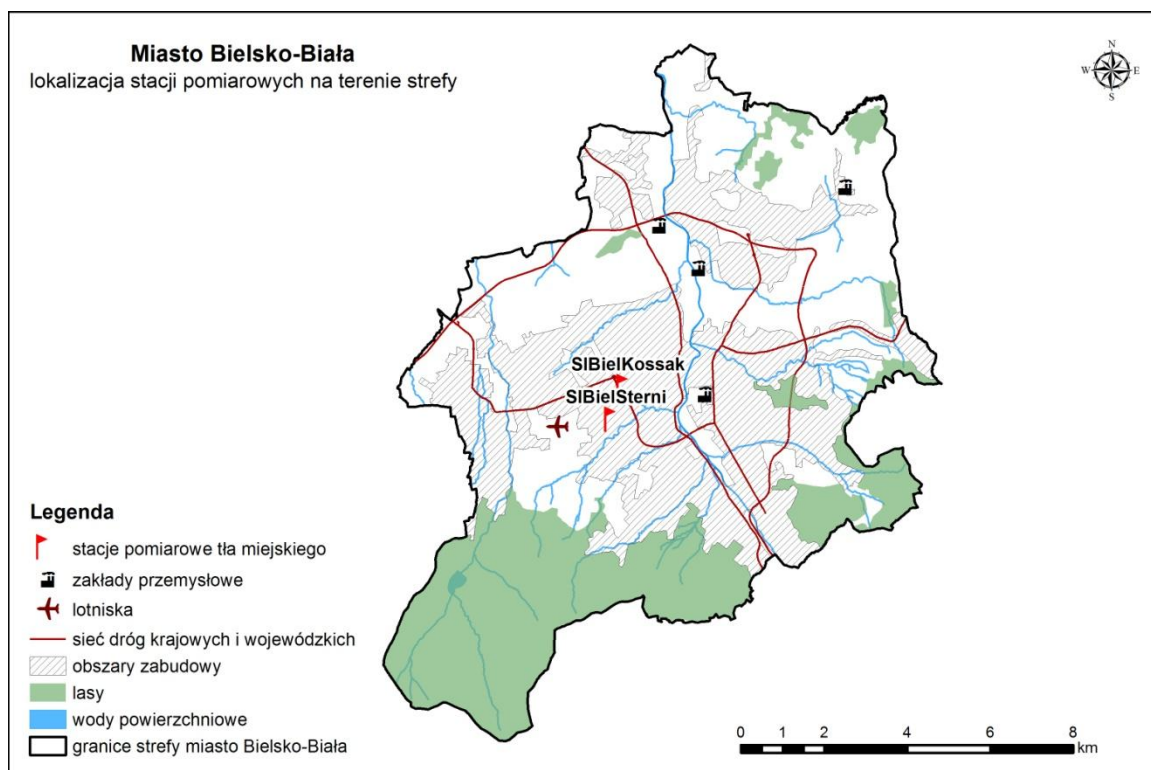 Miasto Bielsko-Biała
lokalizacja stacji pomiarowych na terenie strefy
N
W E
S
SlBielKossak
SlBielSterni
Legenda
stacje pomiarowe tła miejskiego
zakłady przemysłowe
lotniska
sieć dróg krajowych i wojewódzkich
obszary zabudowy
lasy
wody powierzchniowe
granice strefy miasto Bielsko-Biała
0 1 2 4 6 8
km